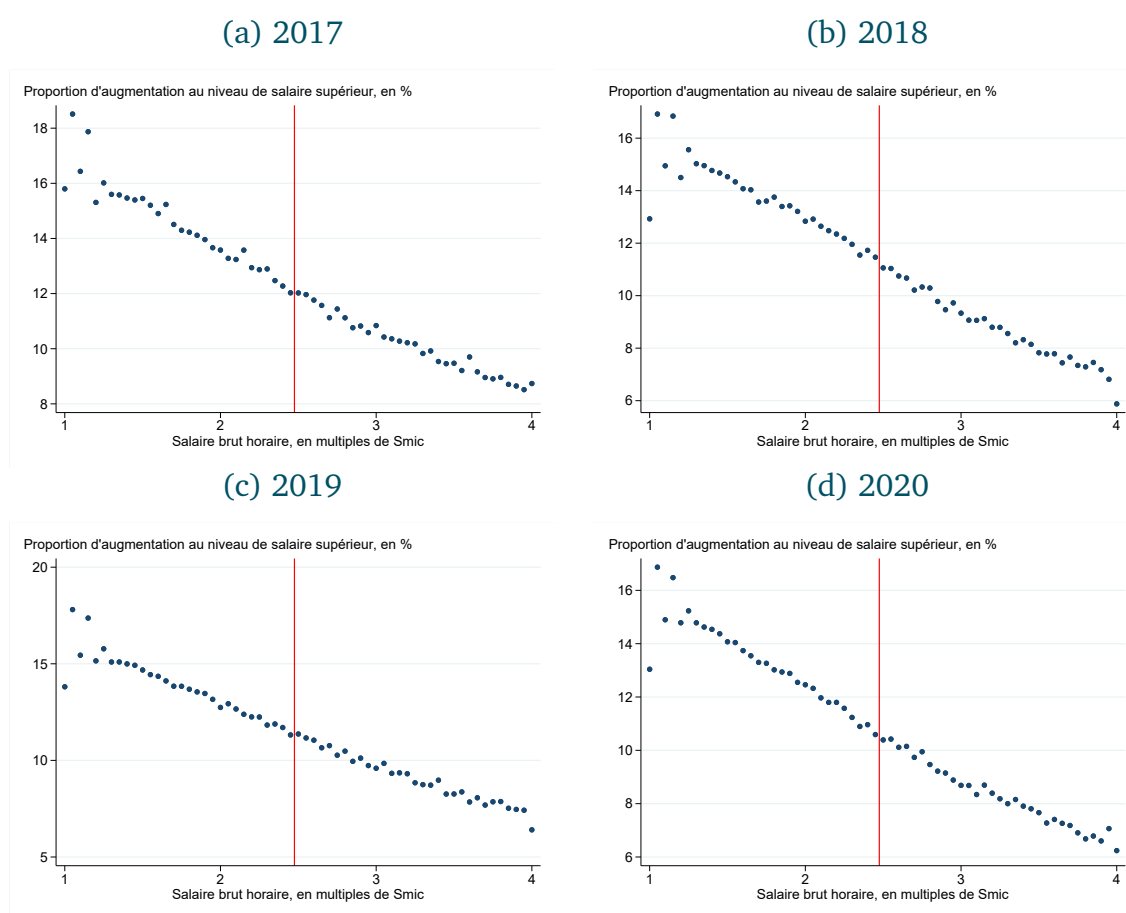 (a) 2017
Proportion d'augmentation au niveau de salaire supérieur, en %
18
16
14
12
10
8
1 2 3 4
Salaire brut horaire, en multiples de Smic
(b) 2018
Proportion d'augmentation au niveau de salaire supérieur, en %
16
14
12
10
8
6
1 2 3 4
Salaire brut horaire, en multiples de Smic
(c) 2019
Proportion d'augmentation au niveau de salaire supérieur, en %
20
15
10
5
1 2 3 4
Salaire brut horaire, en multiples de Smic
(d) 2020
Proportion d'augmentation au niveau de salaire supérieur, en %
16
14
12
10
8
6
1 2 3 4
Salaire brut horaire, en multiples de Smic